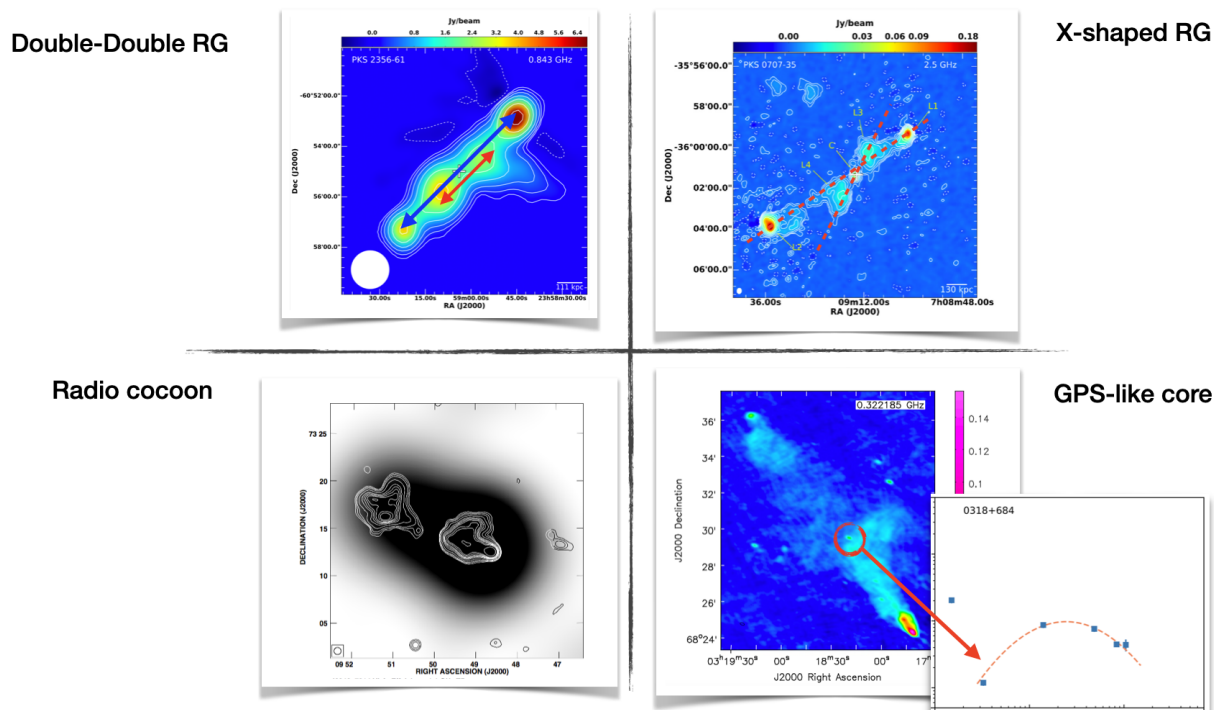 Double-Double RG
Jy/beam
0.0 0.8 1.6 2.4 3.2 4.0 4.8 5.6 6.4
PKS 2356-61
0.843 GHz
-60°52'00.0"
54'00.0"
56'00.0"
58'00.0"
Dec (J2000)
111 kpc
30.00s 15.00s 59m00.00s 45.00s 23h58m30.00s
RA (J2000)
X-shaped RG
Jy/beam
0.00 0.03 0.06 0.09 0.18
PKS 0707-35
2.5 GHz
-35°56'00.0"
58'00.0"
-36°00'00.0"
02'00.0"
04'00.0"
06'00.0"
Dec (J2000)
L3
L1
C
L4
L2
130 kpc
36.00s 09m12.00s 7h08m48.00s
RA (J2000)
Radio cocoon
73 25
20
15
10
05
DECLINATION (J2000)
09 52 51 50 49 48 47
RIGHT ASCENSION (J2000)
GPS-like core
0.322185 GHz
0.14
0.12
0.1
36'
34'
32'
30'
28'
26'
68°24'
J2000 Declination
03h19m30s 00s 18m30s 00s 17
J2000 Right Ascension
0318+684